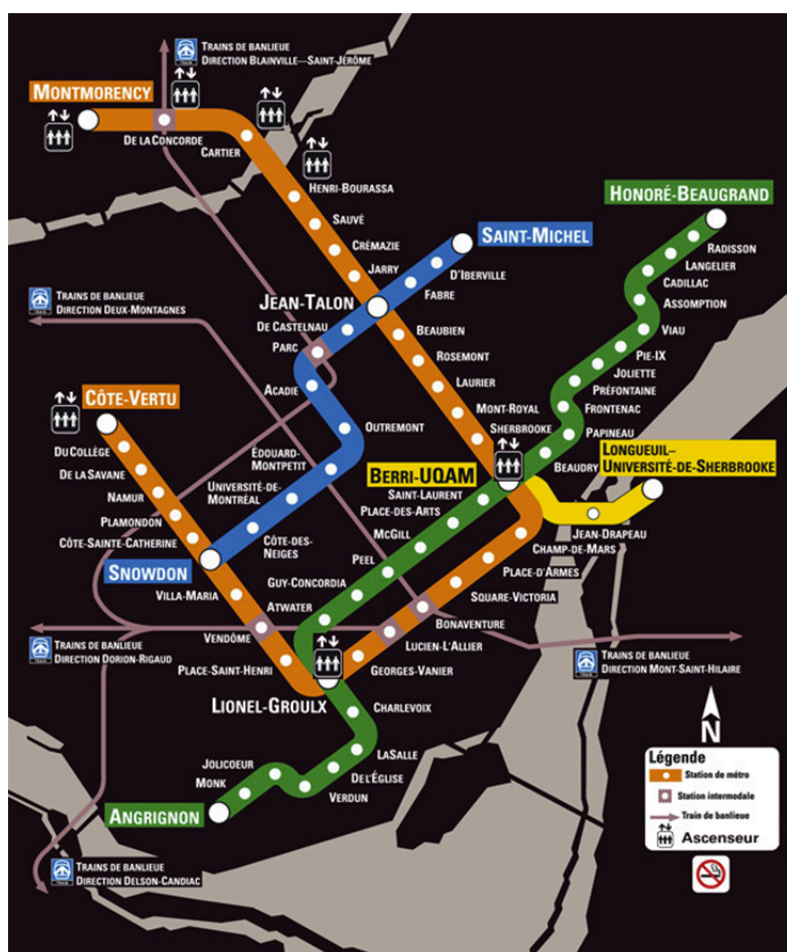 TRAINS DE BANLIEUE
DIRECTION BLAINVILLE—SAINT-JÉRÔME
MONTMORENCY
DE LA CONCORDE
CARTIER
HENRI-BOURASSA
SAUVÉ
CRÉMAZIE
JARRY
HONORÉ-BEAUGRAND
RADISSON
LANGELIER
CADILLAC
ASSOMPTION
VIAU
PIE-IX
JOLIETTE
PRÉFONTAINE
FRONTENAC
PAPINEAU
BEAUDRY
SAINT-MICHEL
D'IBERVILLE
FABRE
JEAN-TALON
DE CASTELNAU
PARC
ACADIE
OUTREMONT
ÉDOUARD-
MONTPETIT
UNIVERSITÉ-DE-
MONTRÉAL
CÔTE-DES-
NEIGES
TRAINS DE BANLIEUE
DIRECTION DEUX-MONTAGNES
BEAUBIEN
ROSEMONT
LAURIER
MONT-ROYAL
SHERBROOKE
CÔTE-VERTU
DU COLLÈGE
DE LA SAVANE
NAMUR
PLAMONDON
CÔTE-SAINTE-CATHERINE
SNOWDON
VILLA-MARIA
VENDÔME
PLACE-SAINT-HENRI
LIONEL-GROULX
BERRI-UQAM
LONGUEUIL–
UNIVERSITÉ-DE-SHERBROOKE
JEAN-DRAPEAU
SAINT-LAURENT
PLACE-DES-ARTS
MCGILL
PEEL
GUY-CONCORDIA
ATWATER
CHAMP-DE-MARS
PLACE-D'ARMES
SQUARE-VICTORIA
BONAVENTURE
LUCIEN-L'ALLIER
GEORGES-VANIER
TRAINS DE BANLIEUE
DIRECTION DORION-RIGAUD
TRAINS DE BANLIEUE
DIRECTION MONT-SAINT-HILAIRE
CHARLEVOIX
LASALLE
DE L'ÉGLISE
VERDUN
JOLICOEUR
MONK
ANGRIGNON
TRAINS DE BANLIEUE
DIRECTION DELSON-CANDIAC
N
Légende
Station de métro
Station intermodale
Train de banlieue
Ascenseur